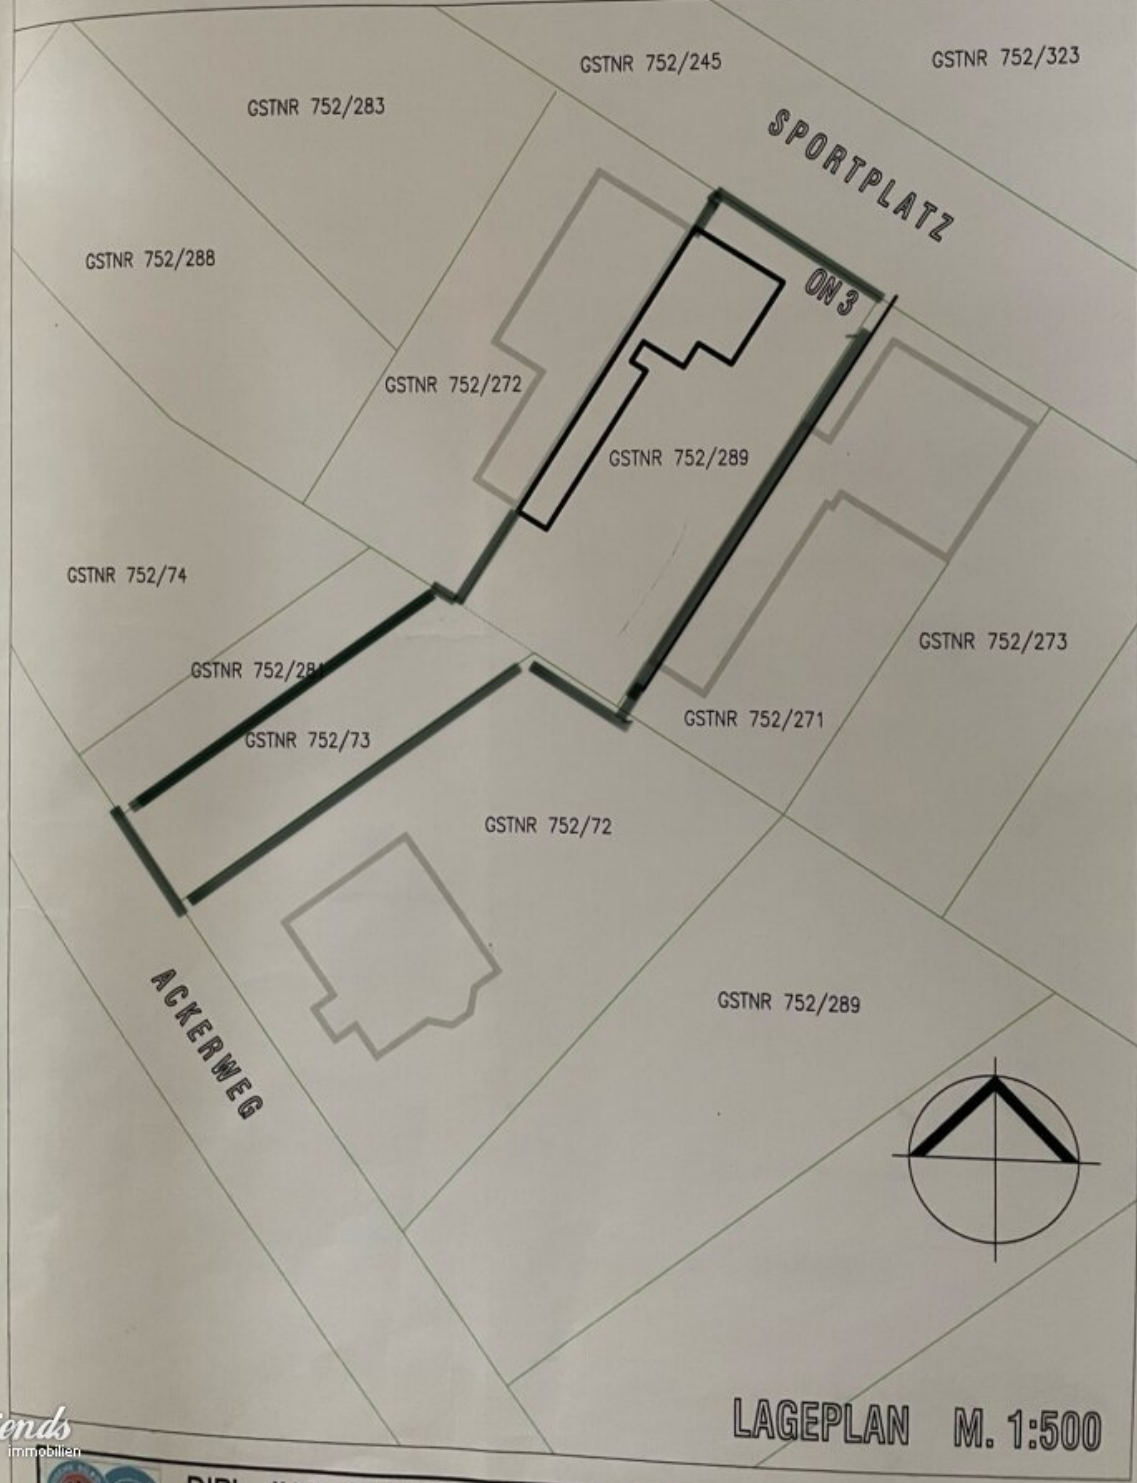 GSTNR 752/245
GSTNR 752/323
GSTNR 752/283
SPORTPLATZ
GSTNR 752/288
ON 3
GSTNR 752/272
GSTNR 752/289
GSTNR 752/74
GSTNR 752/273
GSTNR 752/73
GSTNR 752/271
GSTNR 752/72
GSTNR 752/289
ACKERWEG
LAGEPLAN M. 1:500
immobilien